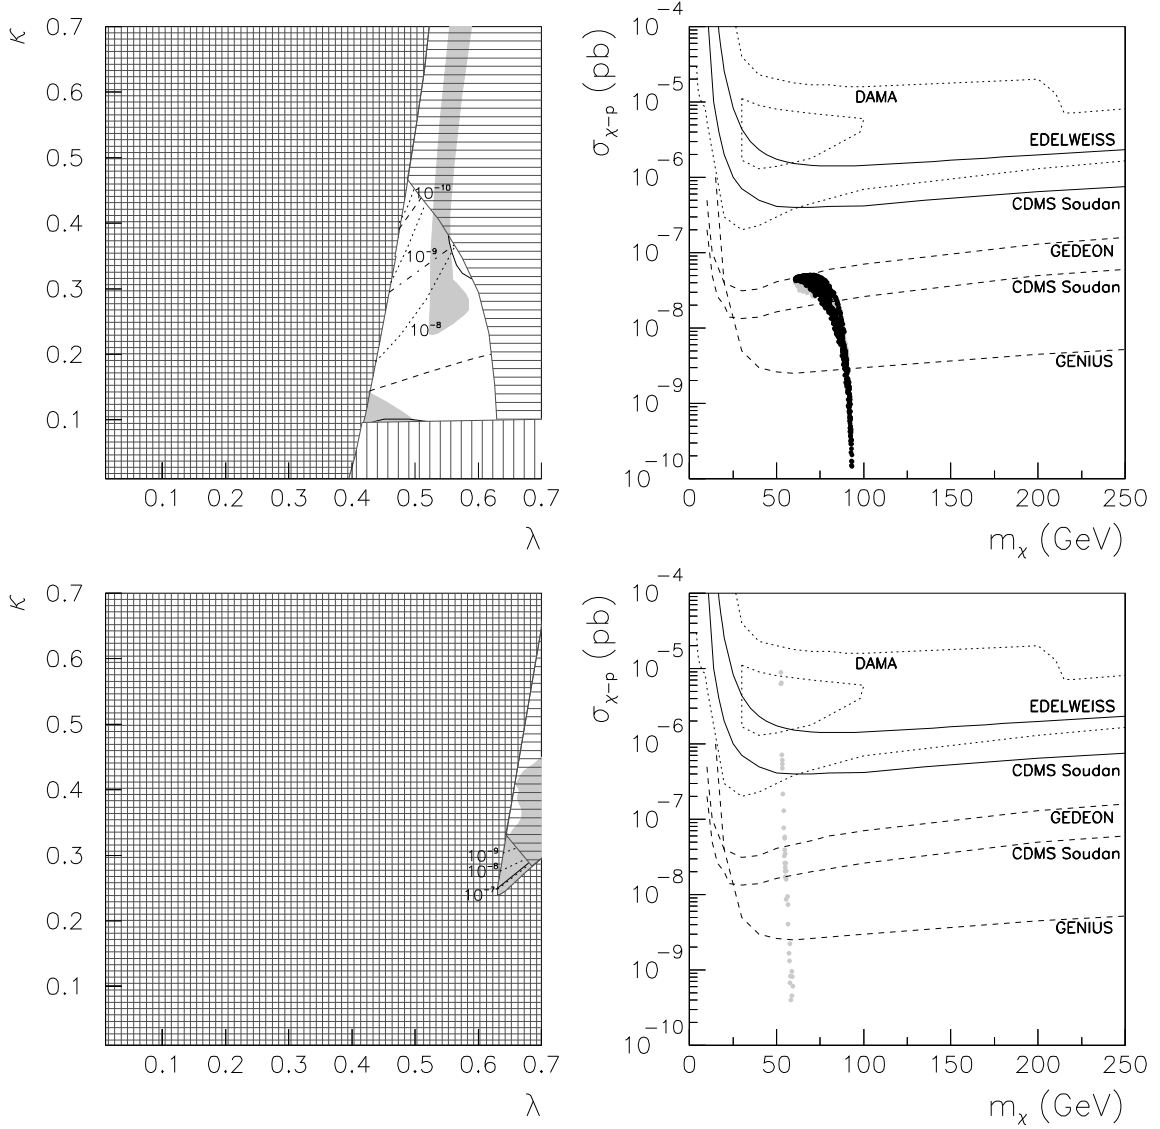 κ
0.7
0.6
0.5
0.4
0.3
0.2
0.1
10⁻¹⁰
10⁻⁹
10⁻⁸
0.1 0.2 0.3 0.4 0.5 0.6 0.7
λ
σχ−p (pb)
10⁻⁴
10⁻⁵
10⁻⁶
10⁻⁷
10⁻⁸
10⁻⁹
10⁻¹⁰
DAMA
EDELWEISS
CDMS Soudan
GEDEON
CDMS Soudan
GENIUS
0 50 100 150 200 250
mχ (GeV)
κ
0.7
0.6
0.5
0.4
0.3
0.2
0.1
10⁻⁹
10⁻⁸
10⁻⁷
0.1 0.2 0.3 0.4 0.5 0.6 0.7
λ
σχ−p (pb)
10⁻⁴
10⁻⁵
10⁻⁶
10⁻⁷
10⁻⁸
10⁻⁹
10⁻¹⁰
DAMA
EDELWEISS
CDMS Soudan
GEDEON
CDMS Soudan
GENIUS
0 50 100 150 200 250
mχ (GeV)